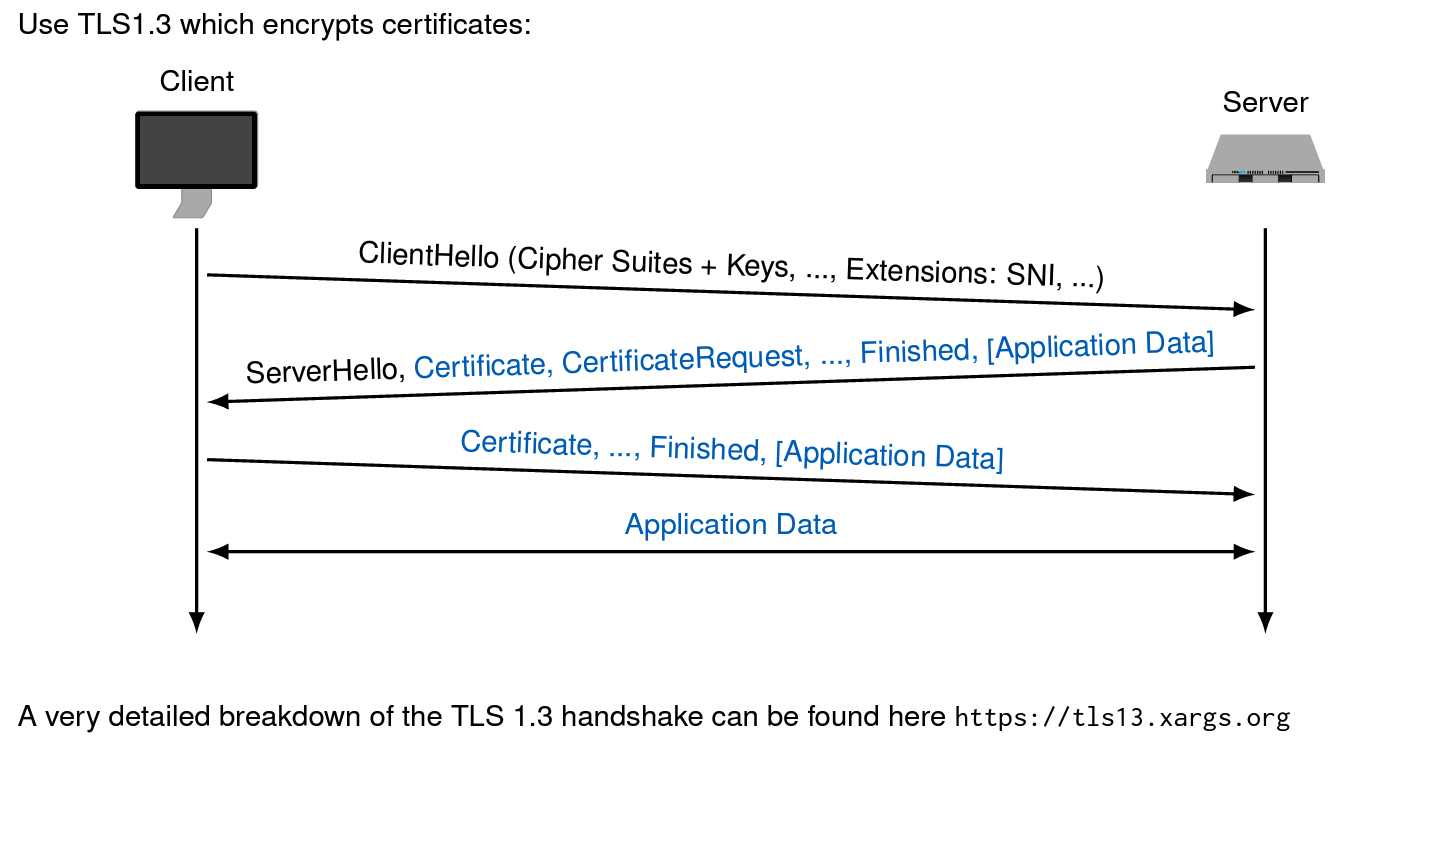 Use TLS1.3 which encrypts certificates:
Client
Server
ClientHello (Cipher Suites + Keys, ..., Extensions: SNI, ...)
ServerHello, Certificate, CertificateRequest, ..., Finished, [Application Data]
Certificate, ..., Finished, [Application Data]
Application Data
A very detailed breakdown of the TLS 1.3 handshake can be found here https://tls13.xargs.org